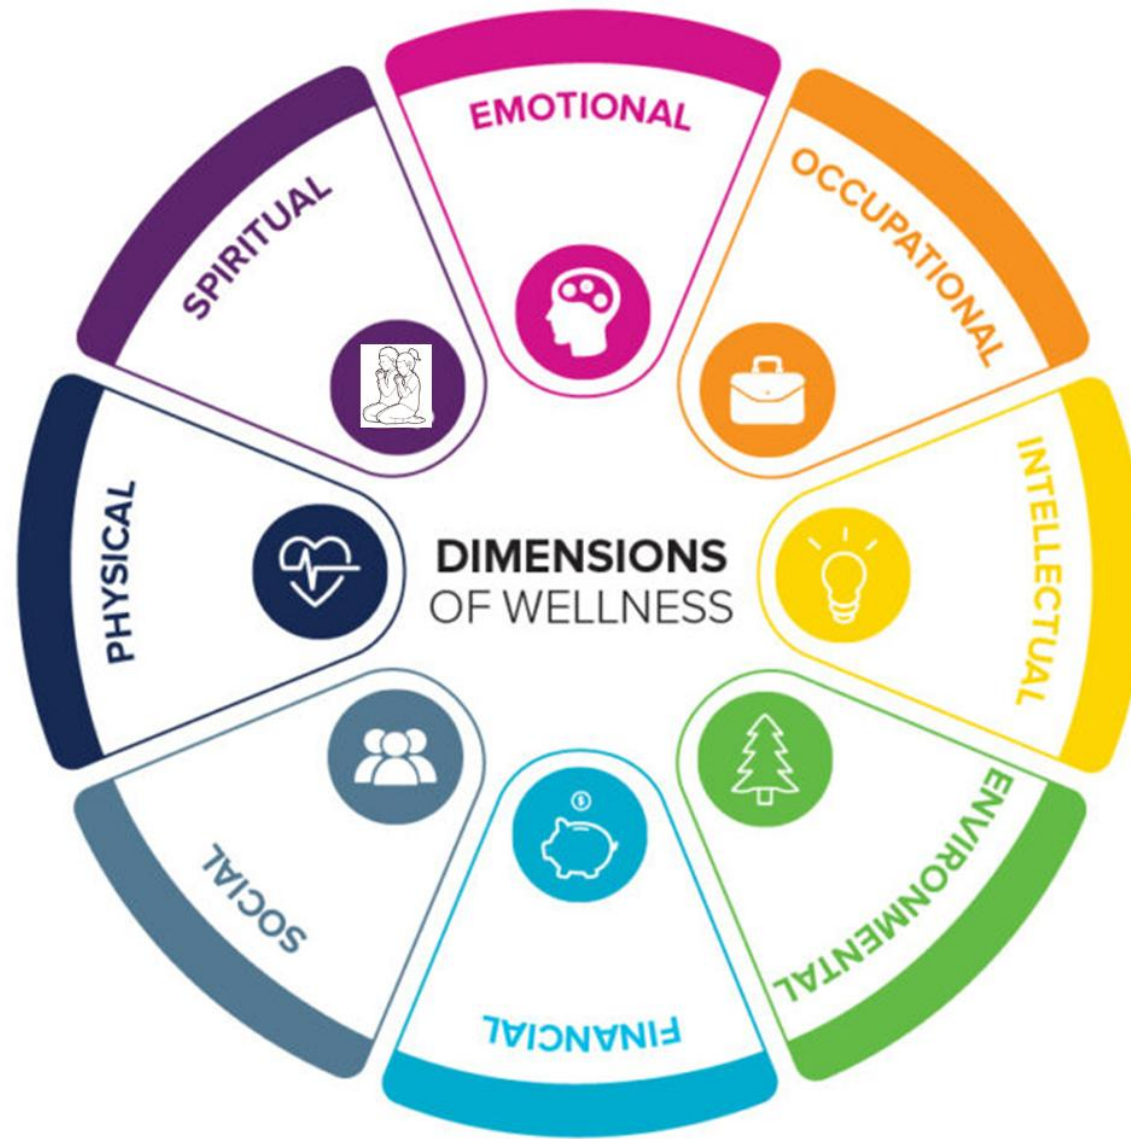 EMOTIONAL
OCCUPATIONAL
INTELLECTUAL
ENVIRONMENTAL
FINANCIAL
SOCIAL
PHYSICAL
SPIRITUAL
DIMENSIONS
OF WELLNESS
$